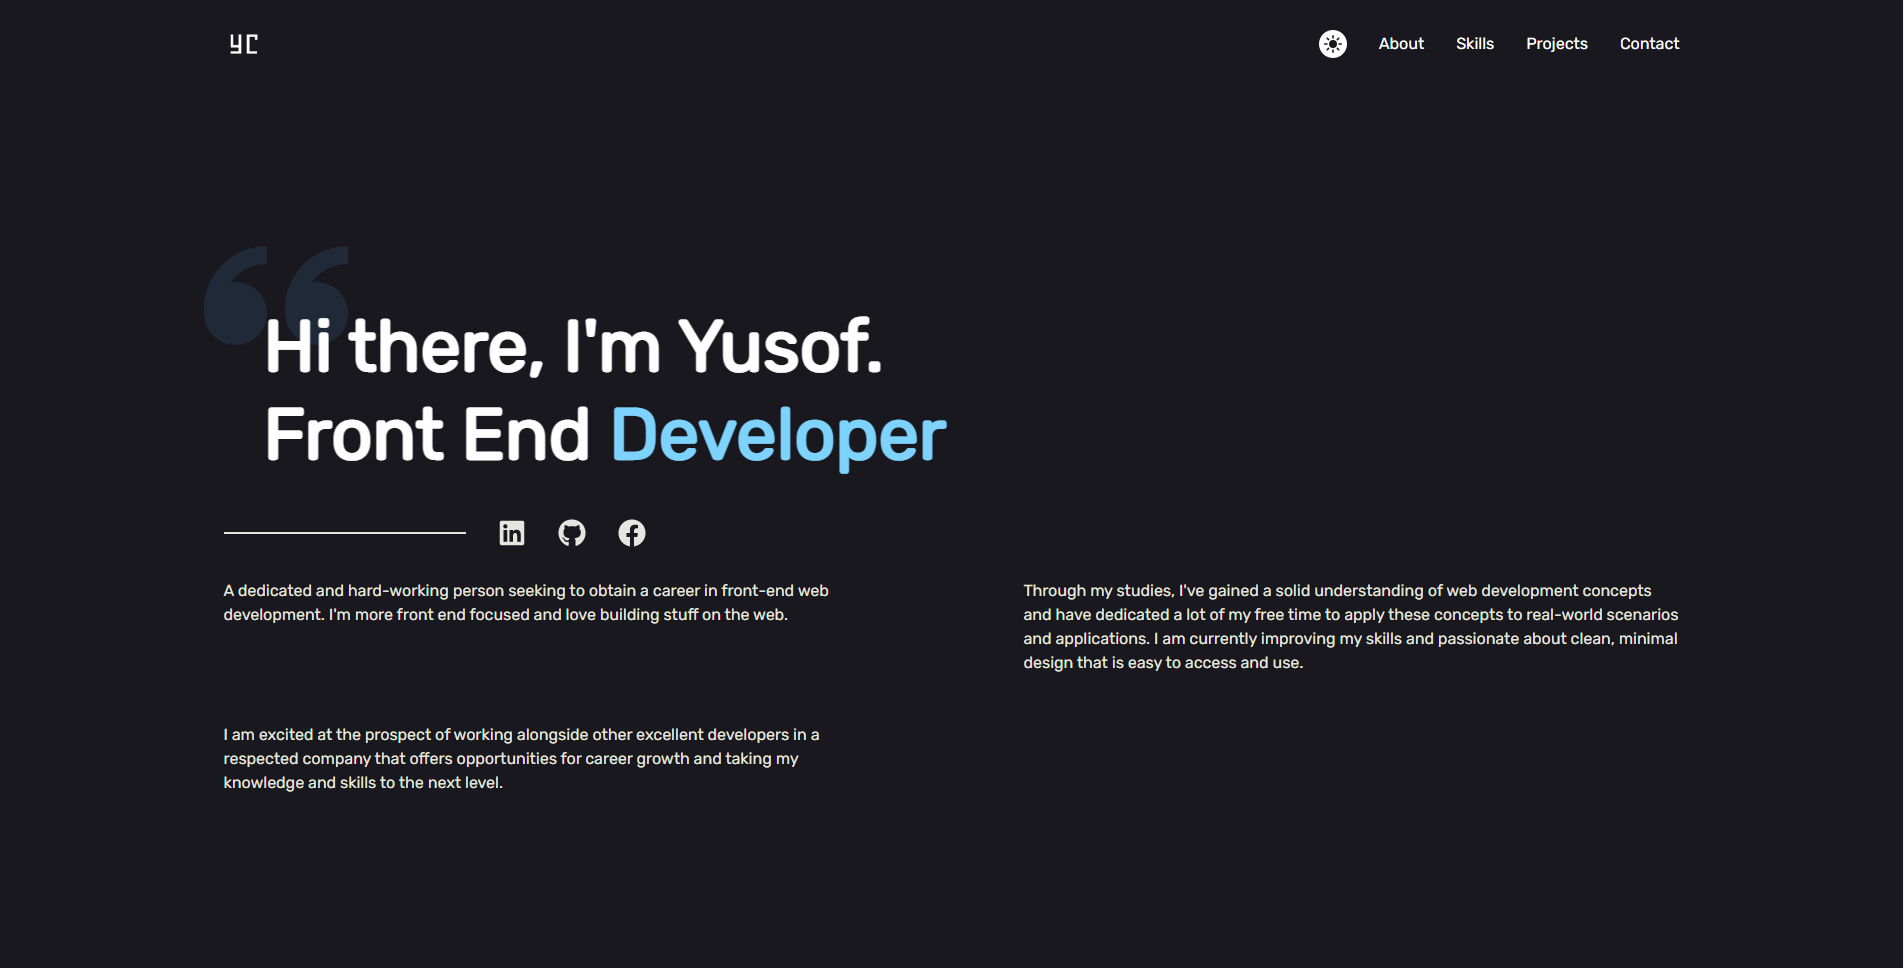 YC
About Skills Projects Contact
Hi there, I'm Yusof.
Front End Developer
in
A dedicated and hard-working person seeking to obtain a career in front-end web
development. I'm more front end focused and love building stuff on the web.
Through my studies, I've gained a solid understanding of web development concepts
and have dedicated a lot of my free time to apply these concepts to real-world scenarios
and applications. I am currently improving my skills and passionate about clean, minimal
design that is easy to access and use.
I am excited at the prospect of working alongside other excellent developers in a
respected company that offers opportunities for career growth and taking my
knowledge and skills to the next level.